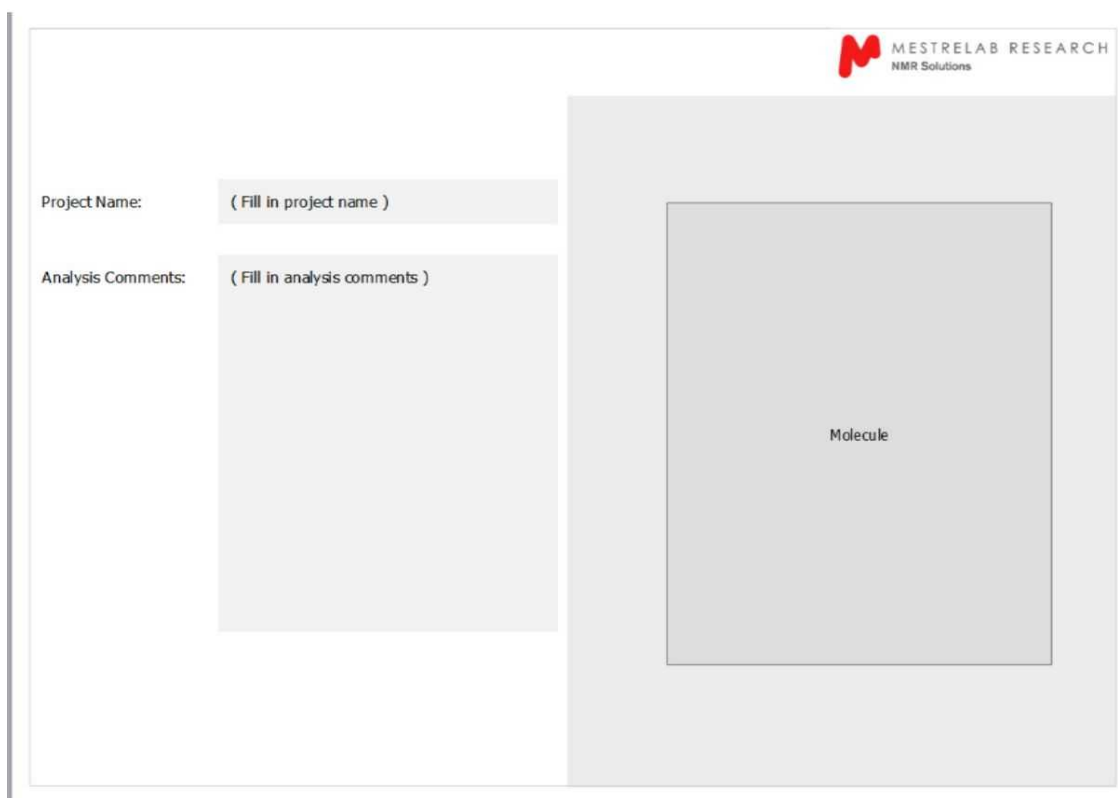 MESTRELAB RESEARCH
NMR Solutions
Project Name:
( Fill in project name )
Analysis Comments:
( Fill in analysis comments )
Molecule